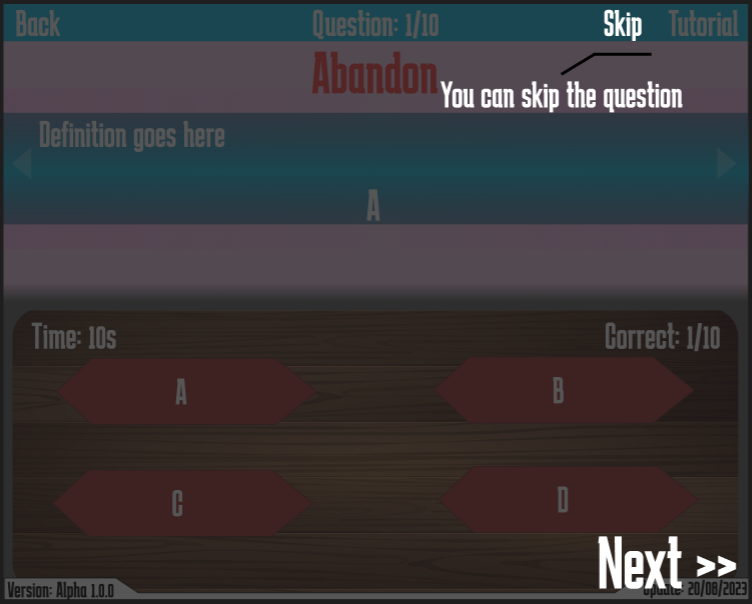 Back Question: 1/10 Skip Tutorial
Abandon
You can skip the question
Definition goes here
A
Time: 10s Correct: 1/10
A B
C D
Next >>
Version: Alpha 1.0.0 Update: 20/08/2023